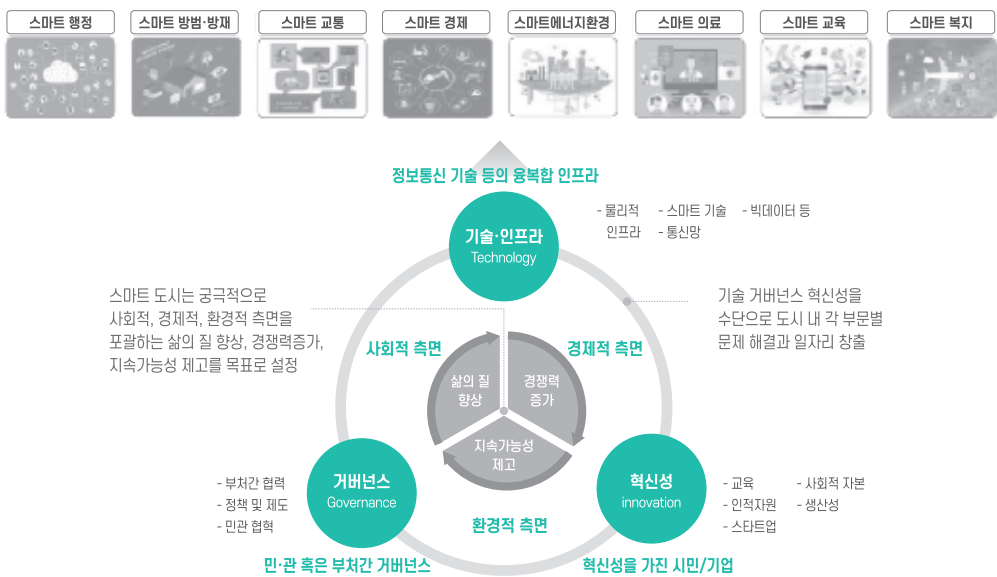 스마트 행정
스마트 방범·방재
스마트 교통
스마트 경제
스마트에너지환경
스마트 의료
스마트 교육
스마트 복지
정보통신 기술 등의 융복합 인프라
기술·인프라
Technology
- 물리적
인프라
- 스마트 기술
- 통신망
- 빅데이터 등
스마트 도시는 궁극적으로
사회적, 경제적, 환경적 측면을
포괄하는 삶의 질 향상, 경쟁력증가,
지속가능성 제고를 목표로 설정
기술 거버넌스 혁신성을
수단으로 도시 내 각 부문별
문제 해결과 일자리 창출
사회적 측면
경제적 측면
삶의 질
향상
경쟁력
증가
지속가능성
제고
환경적 측면
- 부처간 협력
- 정책 및 제도
- 민관 협혁
거버넌스
Governance
혁신성
innovation
- 교육
- 인적자원
- 스타트업
- 사회적 자본
- 생산성
민·관 혹은 부처간 거버넌스
혁신성을 가진 시민/기업